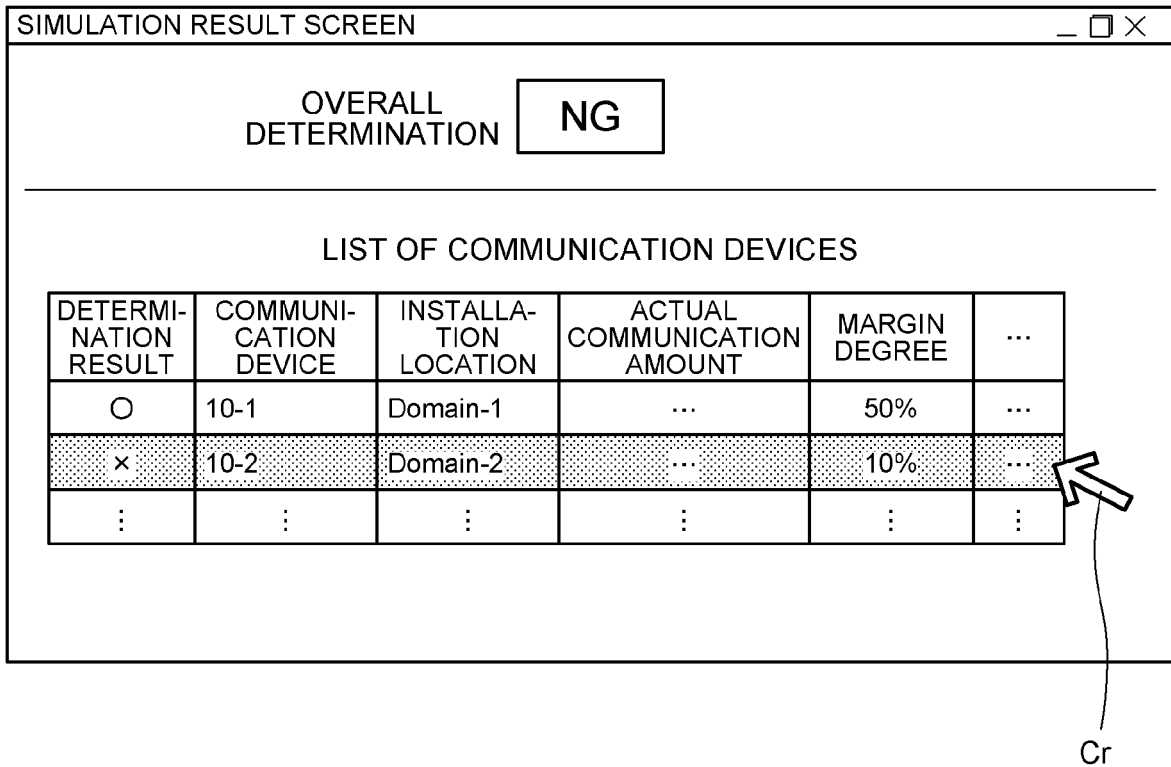 SIMULATION RESULT SCREEN
OVERALL
DETERMINATION
NG
LIST OF COMMUNICATION DEVICES
DETERMI-
NATION
RESULT
COMMUNI-
CATION
DEVICE
INSTALLA-
TION
LOCATION
ACTUAL
COMMUNICATION
AMOUNT
MARGIN
DEGREE
...
○ 10-1 Domain-1 ... 50% ...
× 10-2 Domain-2 ... 10% ...
⋮ ⋮ ⋮ ⋮ ⋮ ⋮
Cr